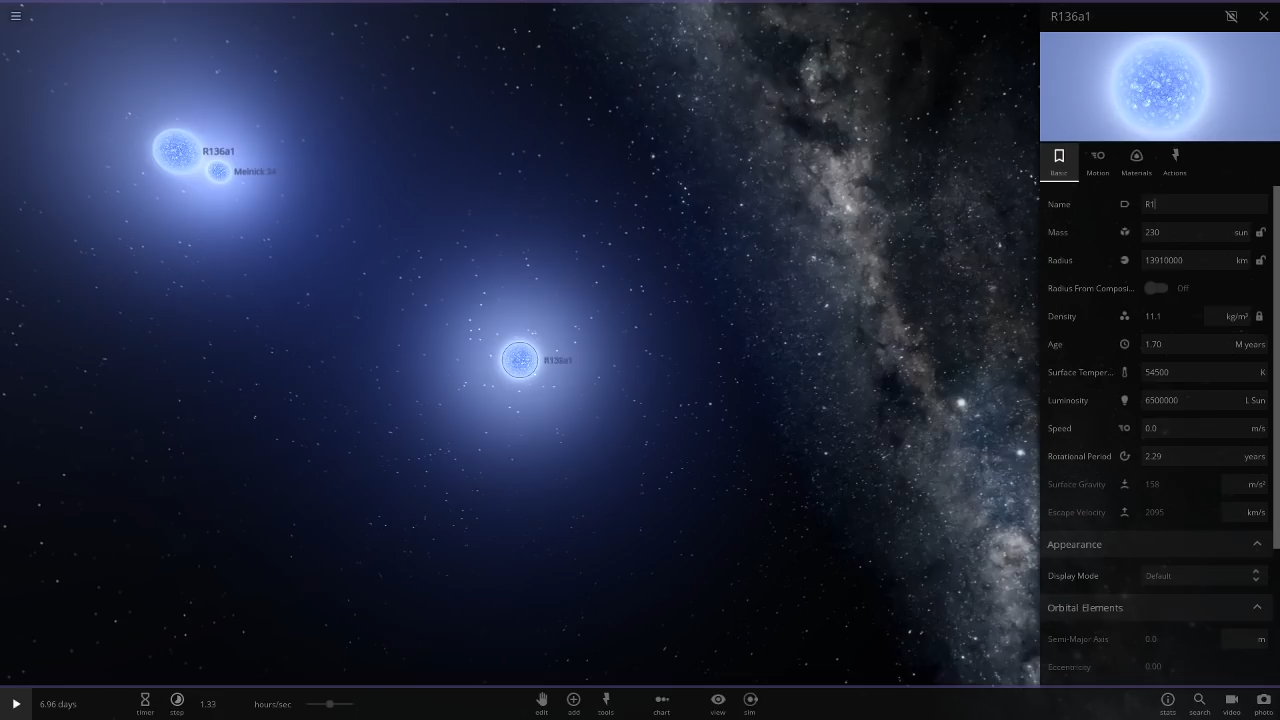 R136a1
R136a1
Melnick 34
R136a1
Basic
Motion
Materials
Actions
Name R1
Mass 230 sun
Radius 13910000 km
Radius From Composi... Off
Density 11.1 kg/m³
Age 1.70 M years
Surface Temper... 54500 K
Luminosity 6500000 L Sun
Speed 0.0 m/s
Rotational Period 2.29 years
Surface Gravity 158 m/s²
Escape Velocity 2095 km/s
Appearance
Display Mode Default
Orbital Elements
Semi-Major Axis 0.0 m
Eccentricity 0.00
6.96 days
timer
step
1.33 hours/sec
edit
add
tools
chart
view
sim
stats
search
video
photo